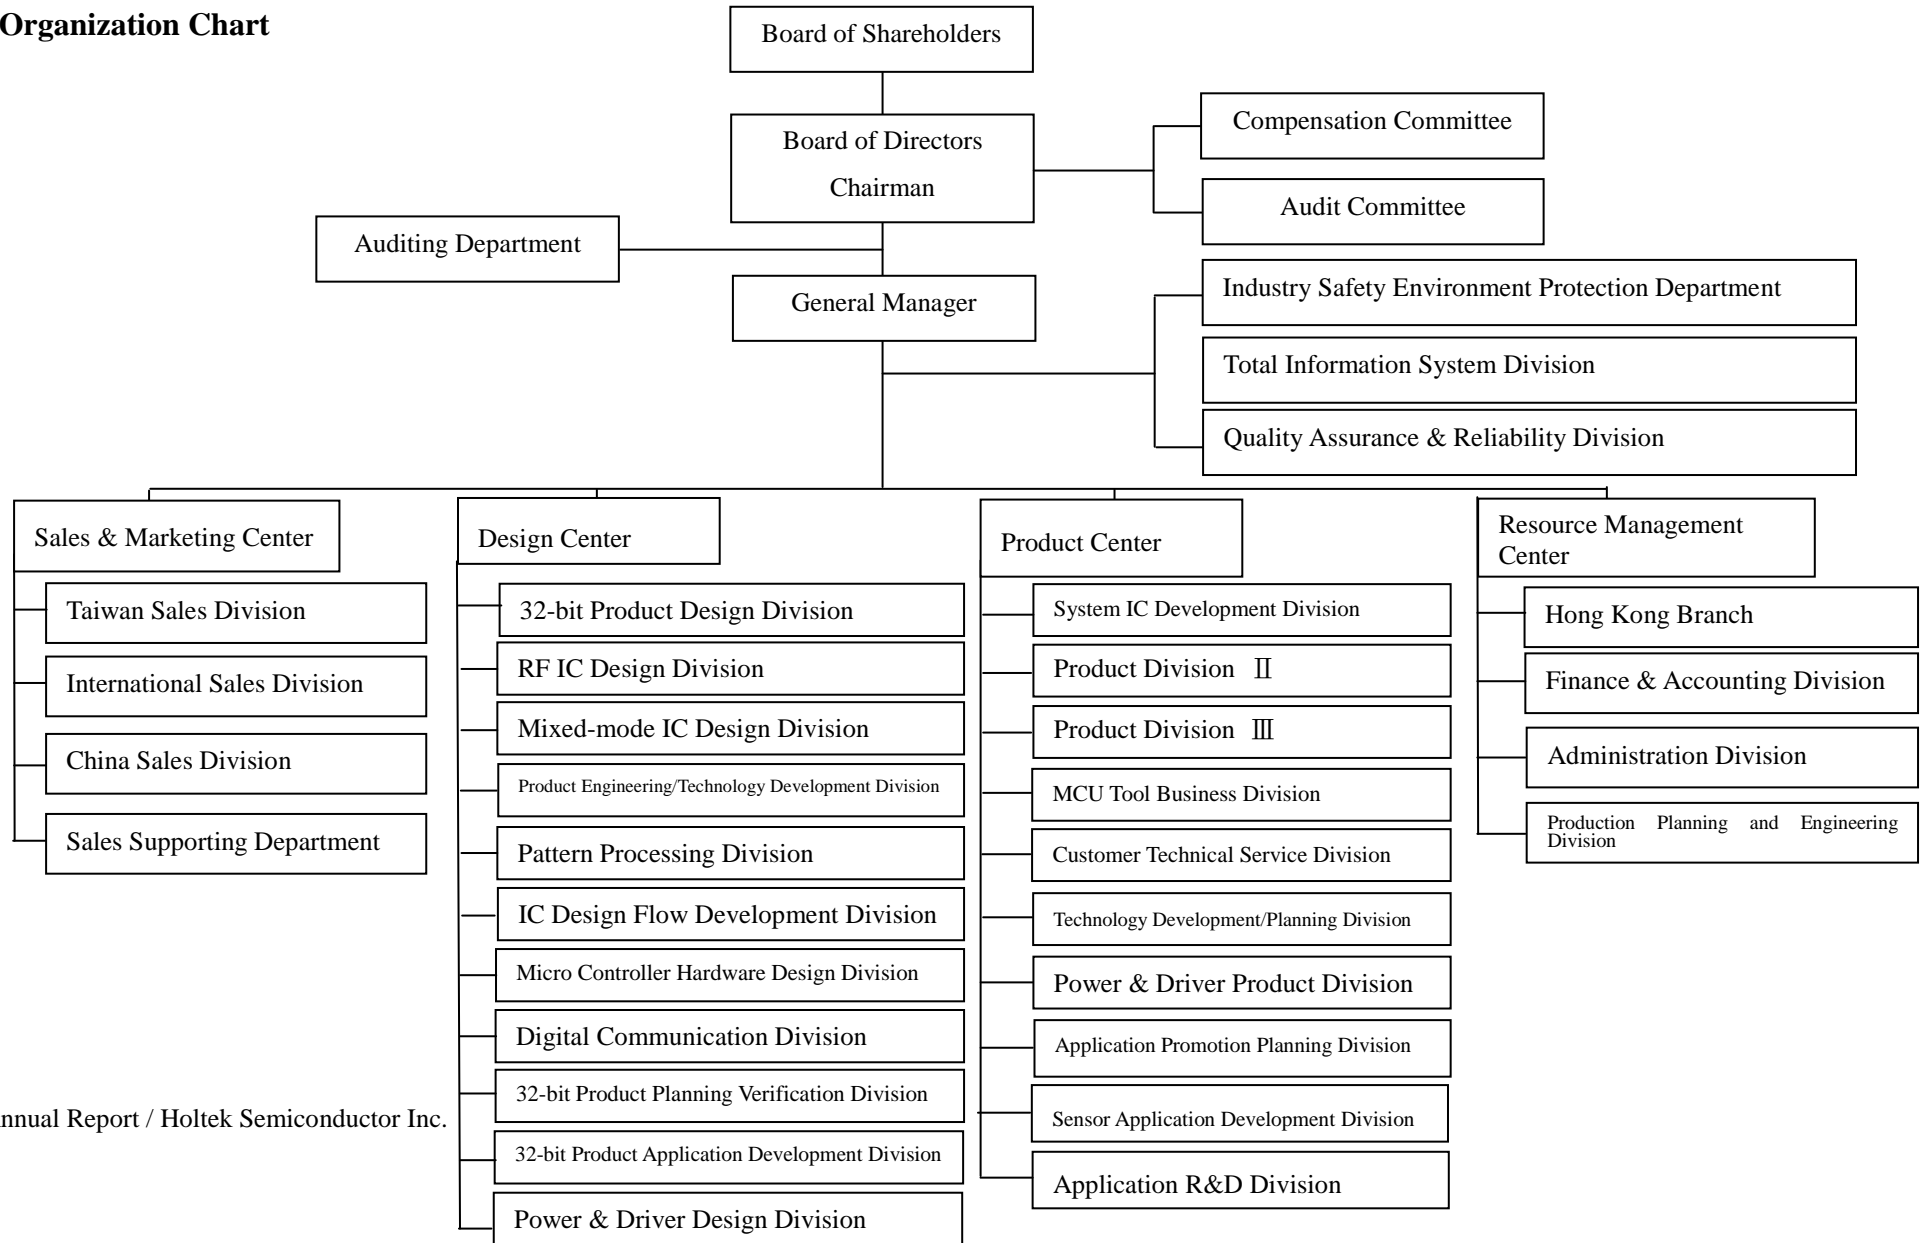 Organization Chart
Board of Shareholders
Board of Directors
Chairman
Compensation Committee
Audit Committee
Auditing Department
General Manager
Industry Safety Environment Protection Department
Total Information System Division
Quality Assurance & Reliability Division
Sales & Marketing Center
Taiwan Sales Division
International Sales Division
China Sales Division
Sales Supporting Department
Design Center
32-bit Product Design Division
RF IC Design Division
Mixed-mode IC Design Division
Product Engineering/Technology Development Division
Pattern Processing Division
IC Design Flow Development Division
Micro Controller Hardware Design Division
Digital Communication Division
32-bit Product Planning Verification Division
32-bit Product Application Development Division
Power & Driver Design Division
Product Center
System IC Development Division
Product Division Ⅱ
Product Division Ⅲ
MCU Tool Business Division
Customer Technical Service Division
Technology Development/Planning Division
Power & Driver Product Division
Application Promotion Planning Division
Sensor Application Development Division
Application R&D Division
Resource Management
Center
Hong Kong Branch
Finance & Accounting Division
Administration Division
Production Planning and Engineering
Division
nnual Report / Holtek Semiconductor Inc.